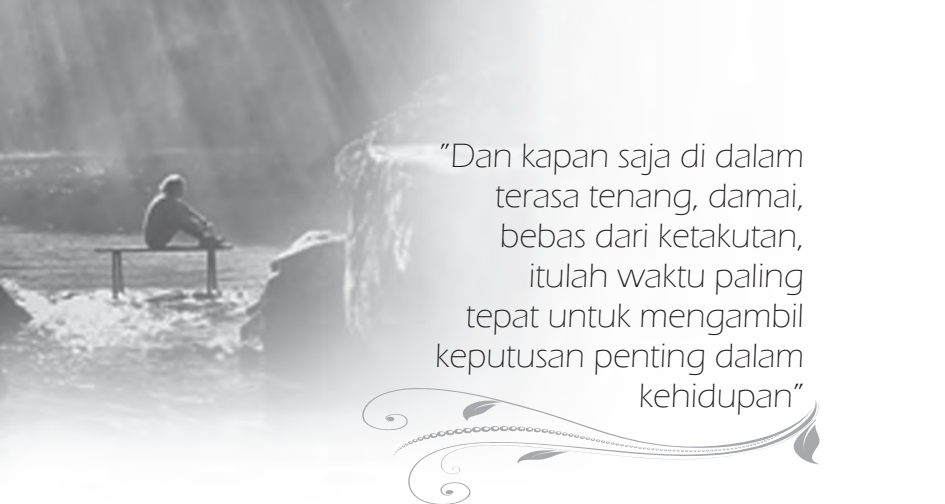 "Dan kapan saja di dalam
terasa tenang, damai,
bebas dari ketakutan,
itulah waktu paling
tepat untuk mengambil
keputusan penting dalam
kehidupan"